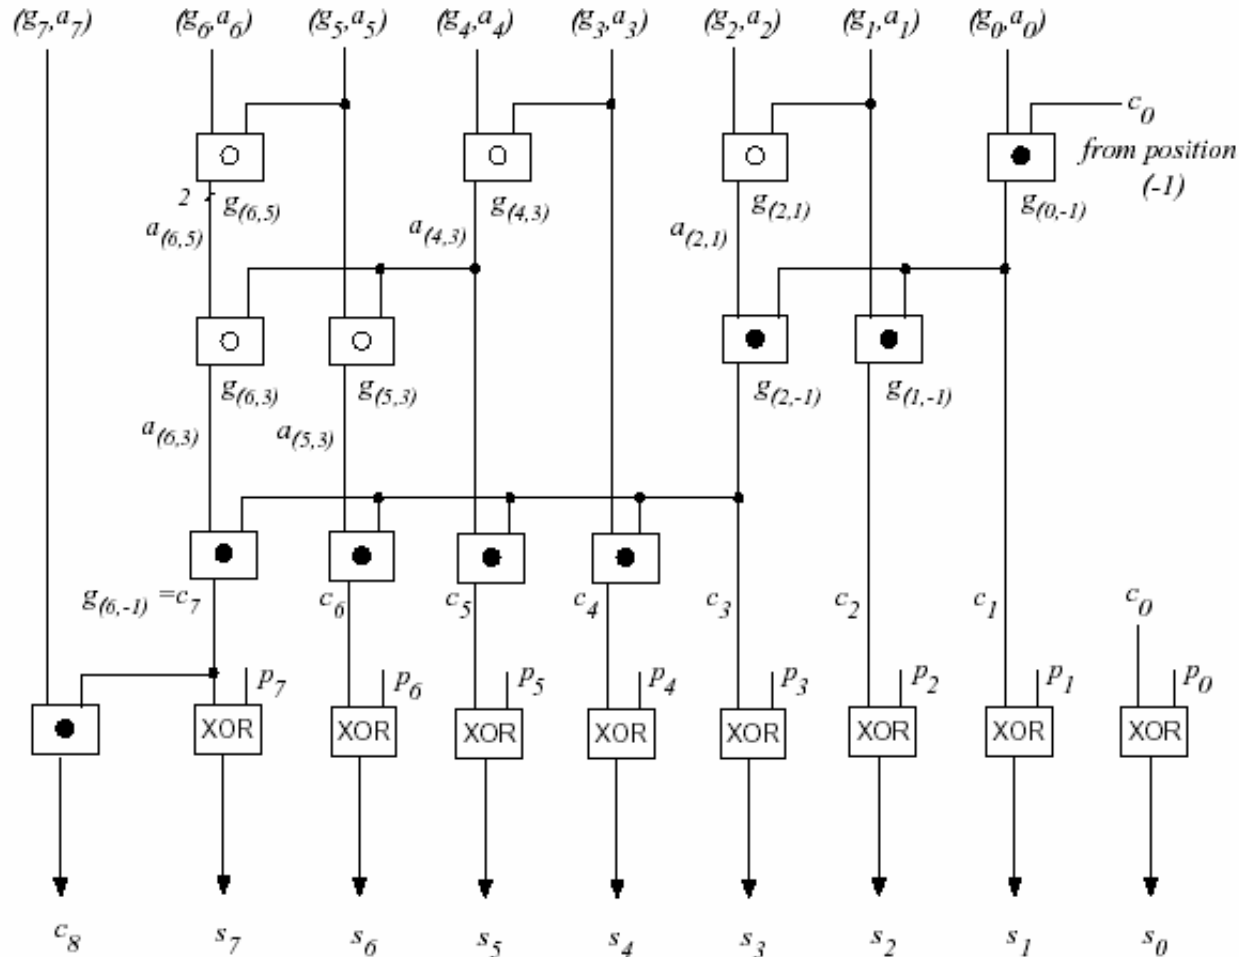 (g7,a7) (g6,a6) (g5,a5) (g4,a4) (g3,a3) (g2,a2) (g1,a1) (g0,a0)
c0
from position
(-1)
2 g(6,5) g(4,3) g(2,1) g(0,-1)
a(6,5) a(4,3) a(2,1)
g(6,3) g(5,3) g(2,-1) g(1,-1)
a(6,3) a(5,3)
g(6,-1) =c7 c6 c5 c4 c3 c2 c1 c0
p7 p6 p5 p4 p3 p2 p1 p0
XOR XOR XOR XOR XOR XOR XOR XOR
c8 s7 s6 s5 s4 s3 s2 s1 s0